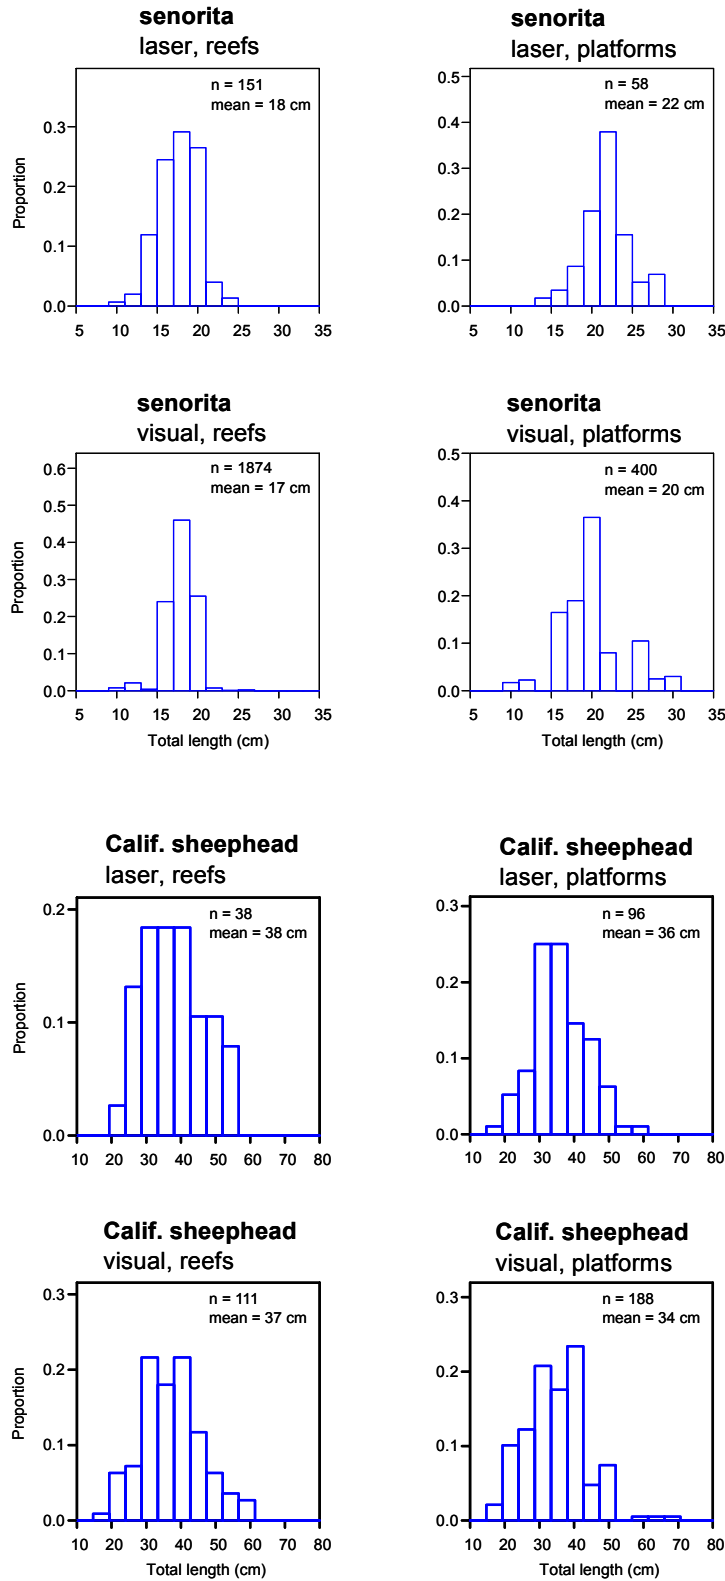 senorita
laser, reefs
n = 151
mean = 18 cm
Proportion
0.3
0.2
0.1
0.0
5 10 15 20 25 30 35
senorita
laser, platforms
n = 58
mean = 22 cm
0.5
0.4
0.3
0.2
0.1
0.0
5 10 15 20 25 30 35
senorita
visual, reefs
n = 1874
mean = 17 cm
Proportion
0.6
0.5
0.4
0.3
0.2
0.1
0.0
5 10 15 20 25 30 35
Total length (cm)
senorita
visual, platforms
n = 400
mean = 20 cm
0.5
0.4
0.3
0.2
0.1
0.0
5 10 15 20 25 30 35
Total length (cm)
Calif. sheephead
laser, reefs
n = 38
mean = 38 cm
Proportion
0.2
0.1
0.0
10 20 30 40 50 60 70 80
Calif. sheephead
laser, platforms
n = 96
mean = 36 cm
0.3
0.2
0.1
0.0
10 20 30 40 50 60 70 80
Calif. sheephead
visual, reefs
n = 111
mean = 37 cm
Proportion
0.3
0.2
0.1
0.0
10 20 30 40 50 60 70 80
Total length (cm)
Calif. sheephead
visual, platforms
n = 188
mean = 34 cm
0.3
0.2
0.1
0.0
10 20 30 40 50 60 70 80
Total length (cm)